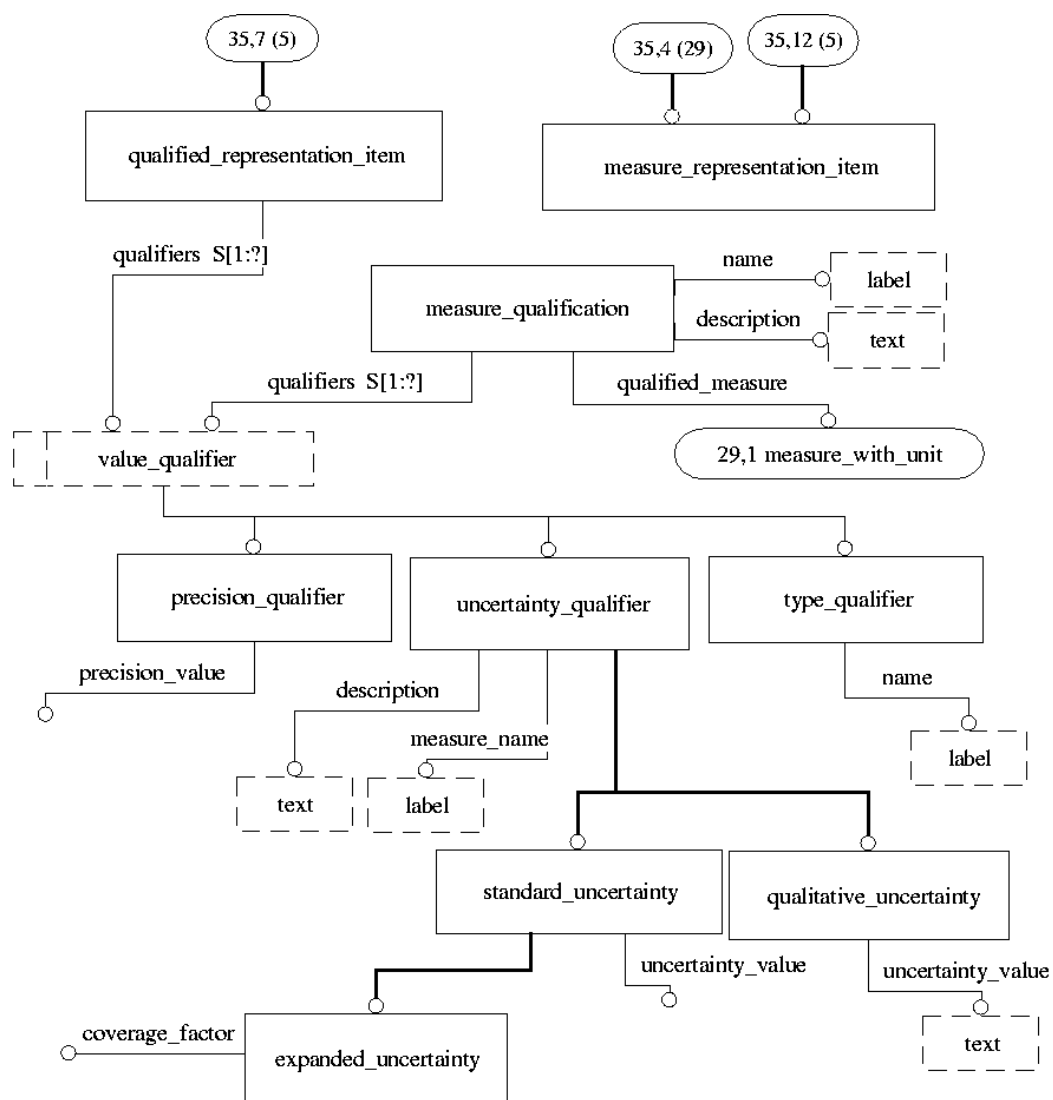 35,7 (5)
35,4 (29)
35,12 (5)
qualified_representation_item
measure_representation_item
qualifiers S[1:?]
name
label
measure_qualification
description
text
qualifiers S[1:?]
qualified_measure
value_qualifier
29,1 measure_with_unit
precision_qualifier
uncertainty_qualifier
type_qualifier
precision_value
description
name
measure_name
label
text
label
standard_uncertainty
qualitative_uncertainty
uncertainty_value
uncertainty_value
coverage_factor
expanded_uncertainty
text